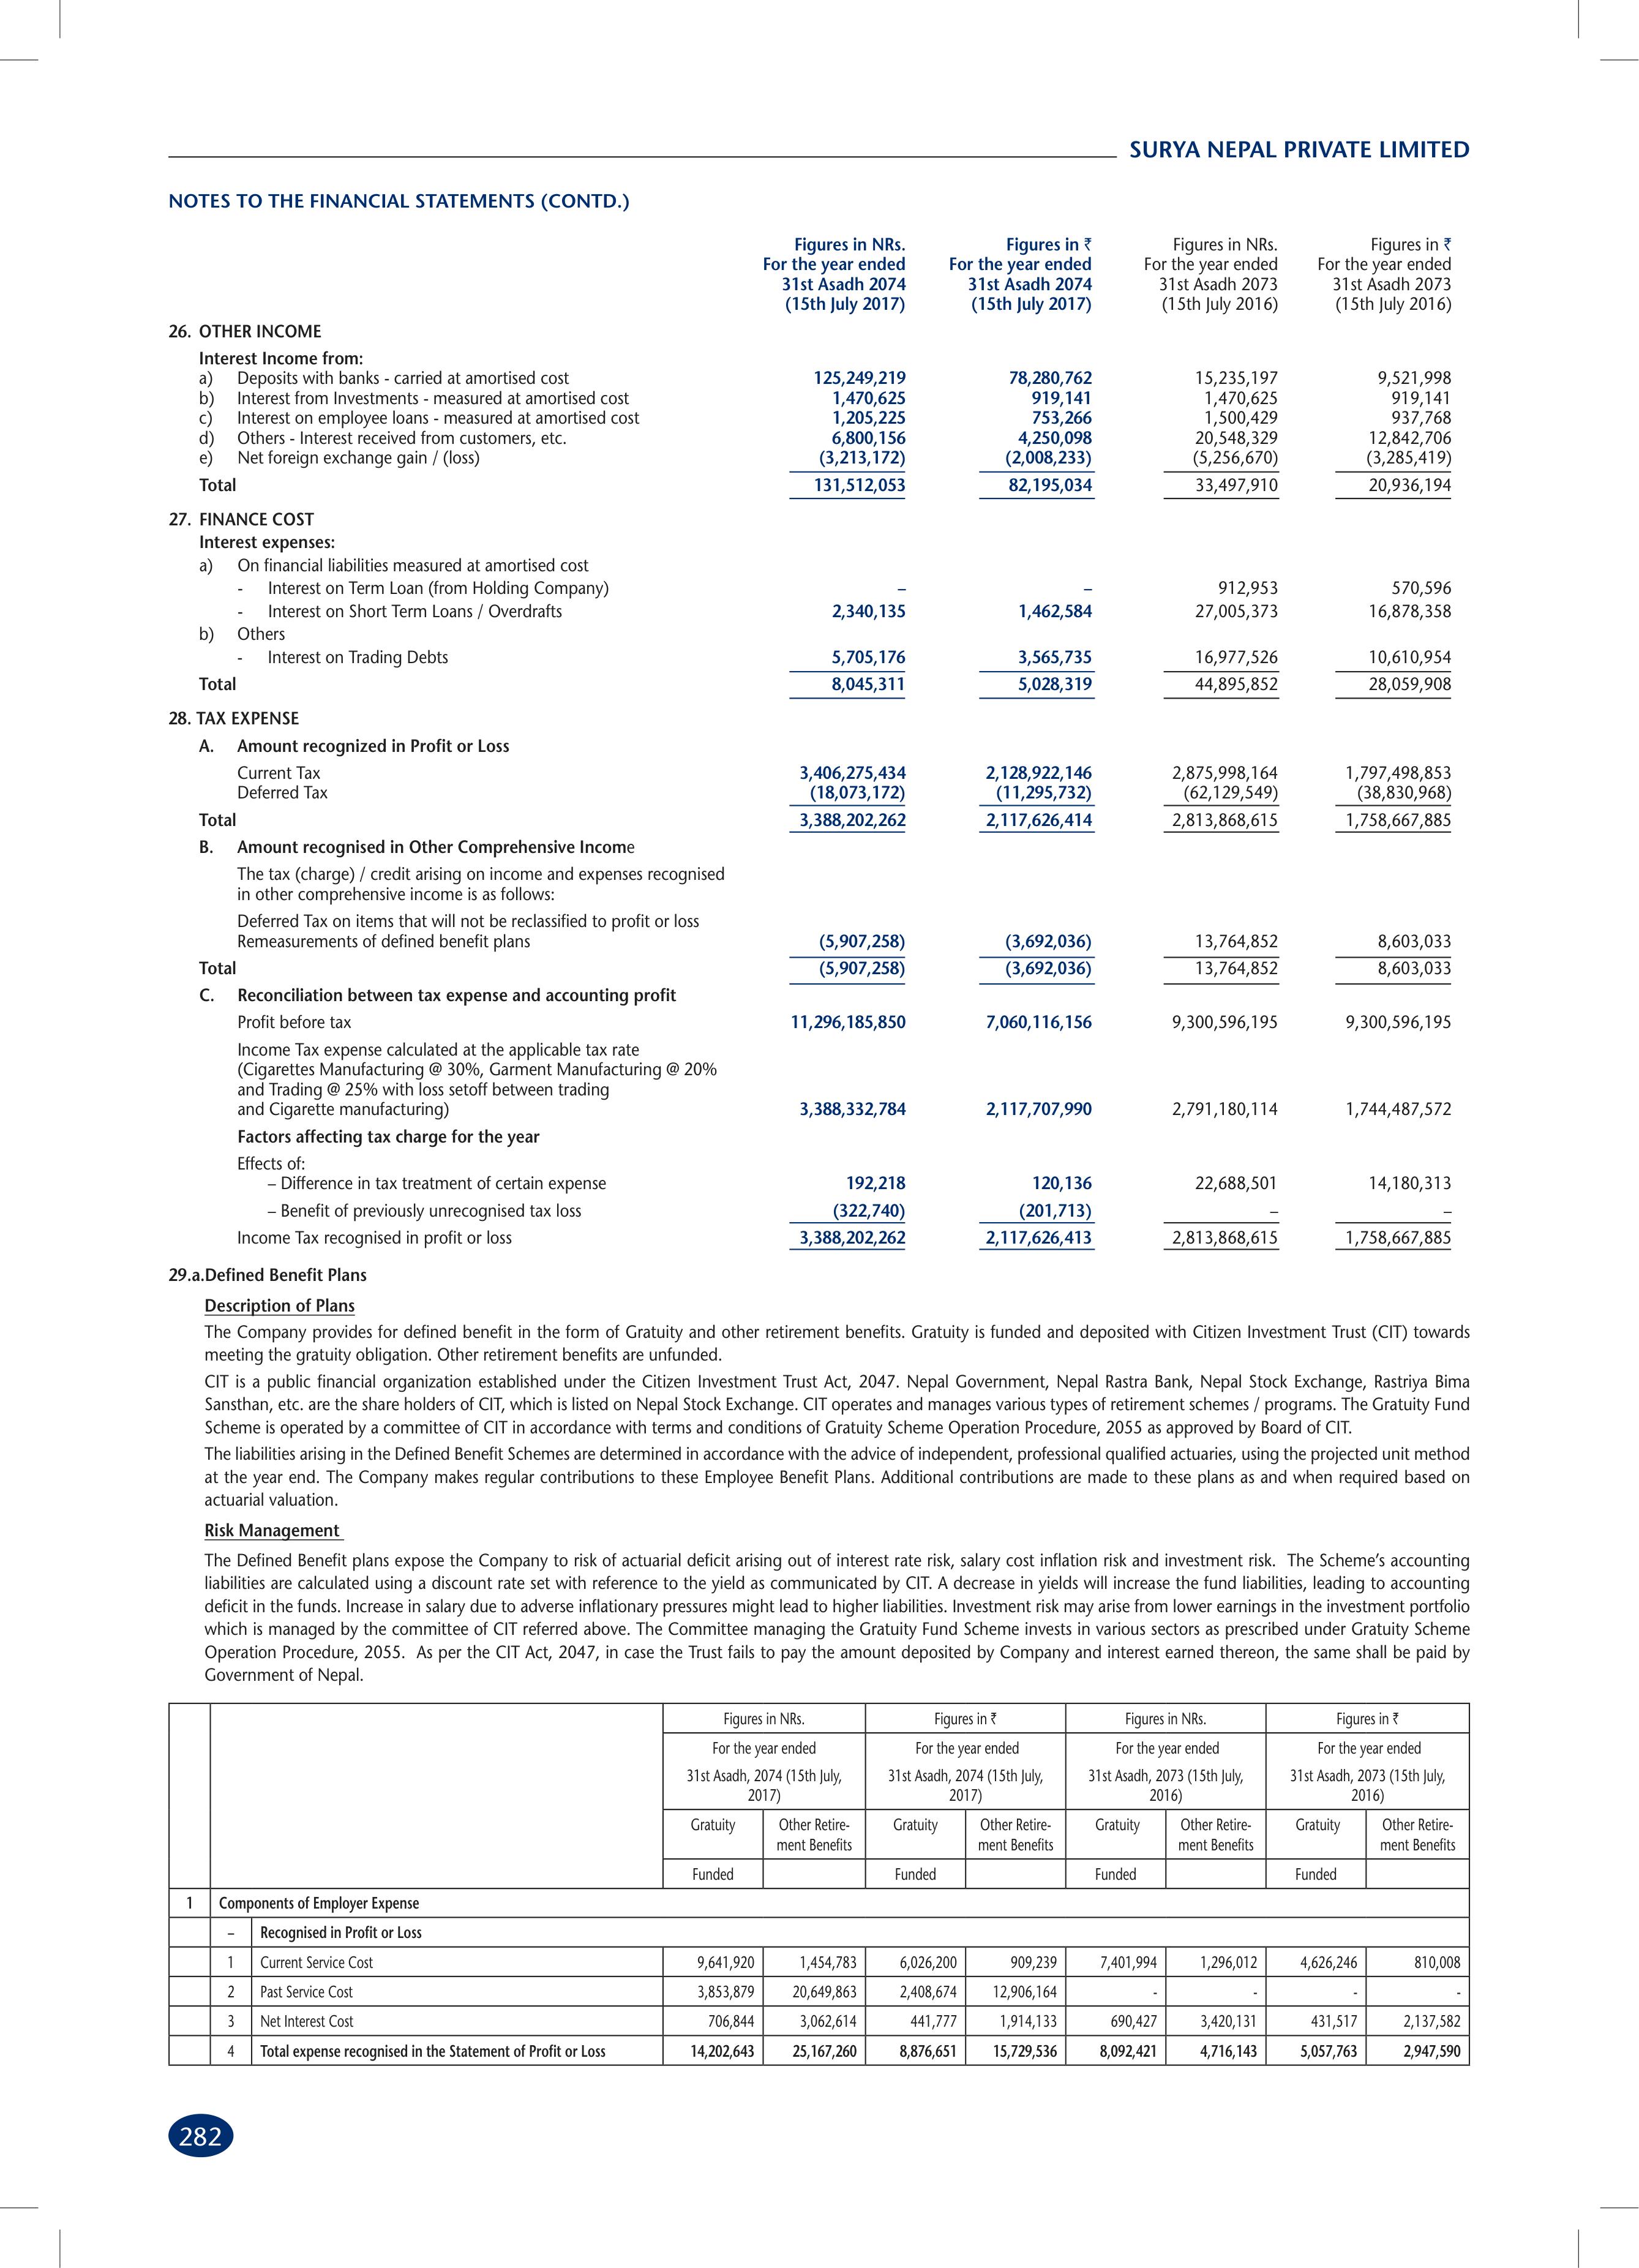 SURYA NEPAL PRIVATE LIMITED
NOTES TO THE FINANCIAL STATEMENTS (CONTD.)
Figures in NRs. Figures in ₹ Figures in NRs. Figures in ₹
For the year ended For the year ended For the year ended For the year ended
31st Asadh 2074 31st Asadh 2074 31st Asadh 2073 31st Asadh 2073
(15th July 2017) (15th July 2017) (15th July 2016) (15th July 2016)
26. OTHER INCOME
Interest Income from:
a) Deposits with banks - carried at amortised cost 125,249,219 78,280,762 15,235,197 9,521,998
b) Interest from Investments - measured at amortised cost 1,470,625 919,141 1,470,625 919,141
c) Interest on employee loans - measured at amortised cost 1,205,225 753,266 1,500,429 937,768
d) Others - Interest received from customers, etc. 6,800,156 4,250,098 20,548,329 12,842,706
e) Net foreign exchange gain / (loss) (3,213,172) (2,008,233) (5,256,670) (3,285,419)
Total 131,512,053 82,195,034 33,497,910 20,936,194
27. FINANCE COST
Interest expenses:
a) On financial liabilities measured at amortised cost
- Interest on Term Loan (from Holding Company) – – 912,953 570,596
- Interest on Short Term Loans / Overdrafts 2,340,135 1,462,584 27,005,373 16,878,358
b) Others
- Interest on Trading Debts 5,705,176 3,565,735 16,977,526 10,610,954
Total 8,045,311 5,028,319 44,895,852 28,059,908
28. TAX EXPENSE
A. Amount recognized in Profit or Loss
Current Tax 3,406,275,434 2,128,922,146 2,875,998,164 1,797,498,853
Deferred Tax (18,073,172) (11,295,732) (62,129,549) (38,830,968)
Total 3,388,202,262 2,117,626,414 2,813,868,615 1,758,667,885
B. Amount recognised in Other Comprehensive Income
The tax (charge) / credit arising on income and expenses recognised
in other comprehensive income is as follows:
Deferred Tax on items that will not be reclassified to profit or loss
Remeasurements of defined benefit plans (5,907,258) (3,692,036) 13,764,852 8,603,033
Total (5,907,258) (3,692,036) 13,764,852 8,603,033
C. Reconciliation between tax expense and accounting profit
Profit before tax 11,296,185,850 7,060,116,156 9,300,596,195 9,300,596,195
Income Tax expense calculated at the applicable tax rate
(Cigarettes Manufacturing @ 30%, Garment Manufacturing @ 20%
and Trading @ 25% with loss setoff between trading
and Cigarette manufacturing) 3,388,332,784 2,117,707,990 2,791,180,114 1,744,487,572
Factors affecting tax charge for the year
Effects of:
– Difference in tax treatment of certain expense 192,218 120,136 22,688,501 14,180,313
– Benefit of previously unrecognised tax loss (322,740) (201,713) – –
Income Tax recognised in profit or loss 3,388,202,262 2,117,626,413 2,813,868,615 1,758,667,885
29.a.Defined Benefit Plans
Description of Plans
The Company provides for defined benefit in the form of Gratuity and other retirement benefits. Gratuity is funded and deposited with Citizen Investment Trust (CIT) towards
meeting the gratuity obligation. Other retirement benefits are unfunded.
CIT is a public financial organization established under the Citizen Investment Trust Act, 2047. Nepal Government, Nepal Rastra Bank, Nepal Stock Exchange, Rastriya Bima
Sansthan, etc. are the share holders of CIT, which is listed on Nepal Stock Exchange. CIT operates and manages various types of retirement schemes / programs. The Gratuity Fund
Scheme is operated by a committee of CIT in accordance with terms and conditions of Gratuity Scheme Operation Procedure, 2055 as approved by Board of CIT.
The liabilities arising in the Defined Benefit Schemes are determined in accordance with the advice of independent, professional qualified actuaries, using the projected unit method
at the year end. The Company makes regular contributions to these Employee Benefit Plans. Additional contributions are made to these plans as and when required based on
actuarial valuation.
Risk Management
The Defined Benefit plans expose the Company to risk of actuarial deficit arising out of interest rate risk, salary cost inflation risk and investment risk. The Scheme's accounting
liabilities are calculated using a discount rate set with reference to the yield as communicated by CIT. A decrease in yields will increase the fund liabilities, leading to accounting
deficit in the funds. Increase in salary due to adverse inflationary pressures might lead to higher liabilities. Investment risk may arise from lower earnings in the investment portfolio
which is managed by the committee of CIT referred above. The Committee managing the Gratuity Fund Scheme invests in various sectors as prescribed under Gratuity Scheme
Operation Procedure, 2055. As per the CIT Act, 2047, in case the Trust fails to pay the amount deposited by Company and interest earned thereon, the same shall be paid by
Government of Nepal.
Figures in NRs. Figures in ₹ Figures in NRs. Figures in ₹
For the year ended For the year ended For the year ended For the year ended
31st Asadh, 2074 (15th July, 31st Asadh, 2074 (15th July, 31st Asadh, 2073 (15th July, 31st Asadh, 2073 (15th July,
2017) 2017) 2016) 2016)
Gratuity Other Retire- Gratuity Other Retire- Gratuity Other Retire- Gratuity Other Retire-
ment Benefits ment Benefits ment Benefits ment Benefits
Funded Funded Funded Funded
1 Components of Employer Expense
– Recognised in Profit or Loss
1 Current Service Cost 9,641,920 1,454,783 6,026,200 909,239 7,401,994 1,296,012 4,626,246 810,008
2 Past Service Cost 3,853,879 20,649,863 2,408,674 12,906,164 - - - -
3 Net Interest Cost 706,844 3,062,614 441,777 1,914,133 690,427 3,420,131 431,517 2,137,582
4 Total expense recognised in the Statement of Profit or Loss 14,202,643 25,167,260 8,876,651 15,729,536 8,092,421 4,716,143 5,057,763 2,947,590
282